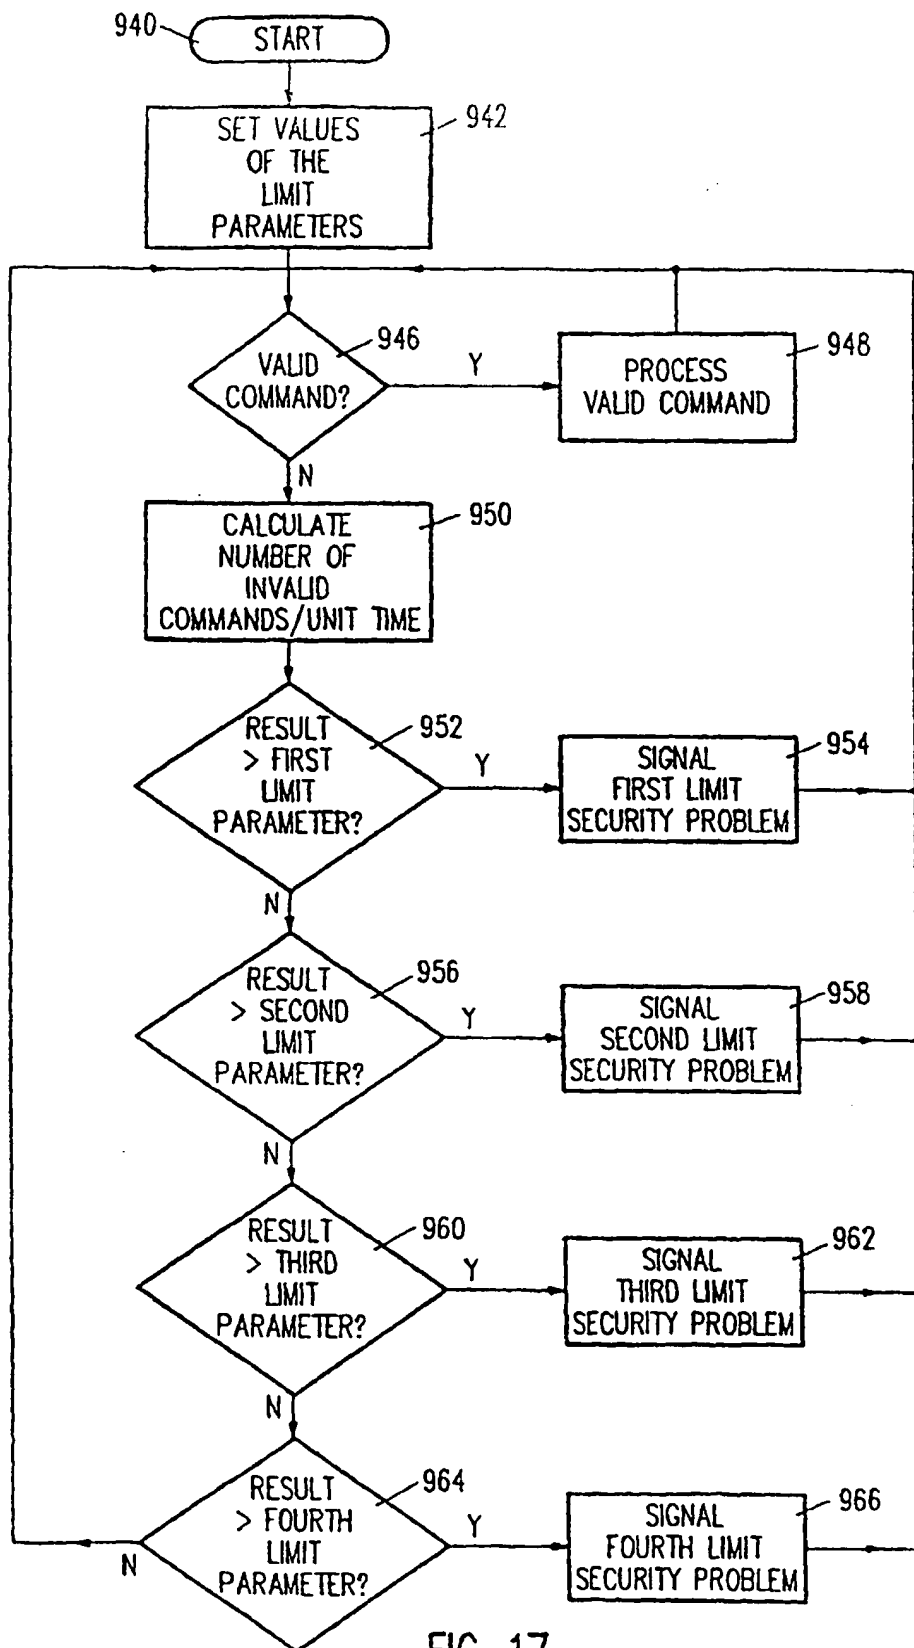 940
START
942
SET VALUES
OF THE
LIMIT
PARAMETERS
946
VALID
COMMAND?
Y
948
PROCESS
VALID COMMAND
N
950
CALCULATE
NUMBER OF
INVALID
COMMANDS/UNIT TIME
952
RESULT
> FIRST
LIMIT
PARAMETER?
Y
954
SIGNAL
FIRST LIMIT
SECURITY PROBLEM
N
956
RESULT
> SECOND
LIMIT
PARAMETER?
Y
958
SIGNAL
SECOND LIMIT
SECURITY PROBLEM
N
960
RESULT
> THIRD
LIMIT
PARAMETER?
Y
962
SIGNAL
THIRD LIMIT
SECURITY PROBLEM
N
964
RESULT
> FOURTH
LIMIT
PARAMETER?
Y
966
SIGNAL
FOURTH LIMIT
SECURITY PROBLEM
N
FIG. 17